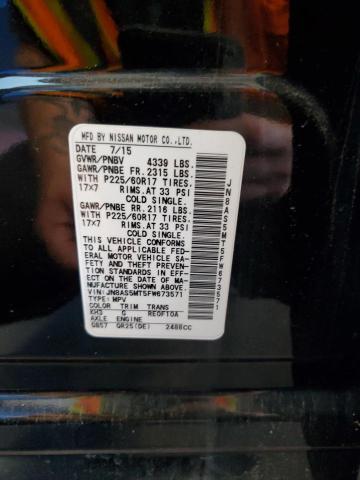 MFD BY NISSAN MOTOR CO.,LTD.
DATE 7/15
GVWR/PNBV 4339 LBS.
GAWR/PNBE FR. 2315 LBS.
WITH P225/60R17 TIRES,
17X7 RIMS.AT 33 PSI
COLD SINGLE.
GAWR/PNBE RR. 2116 LBS.
WITH P225/60R17 TIRES,
17X7 RIMS.AT 33 PSI
COLD SINGLE.
THIS VEHICLE CONFORMS
TO ALL APPLICABLE FED-
ERAL MOTOR VEHICLE SA-
FETY AND THEFT PREVEN-
TION STANDARDS IN EFF-
ECT ON THE DATE OF MA-
NUFACTURE SHOWN ABOVE.
VIN:JN8AS5MT5FW673571
TYPE:MPV
COLOR TRIM TRANS
KH3 G RE0F10A
AXLE ENGINE
GB57 QR25(DE) 2488CC
JN8AS5MT5FW673571